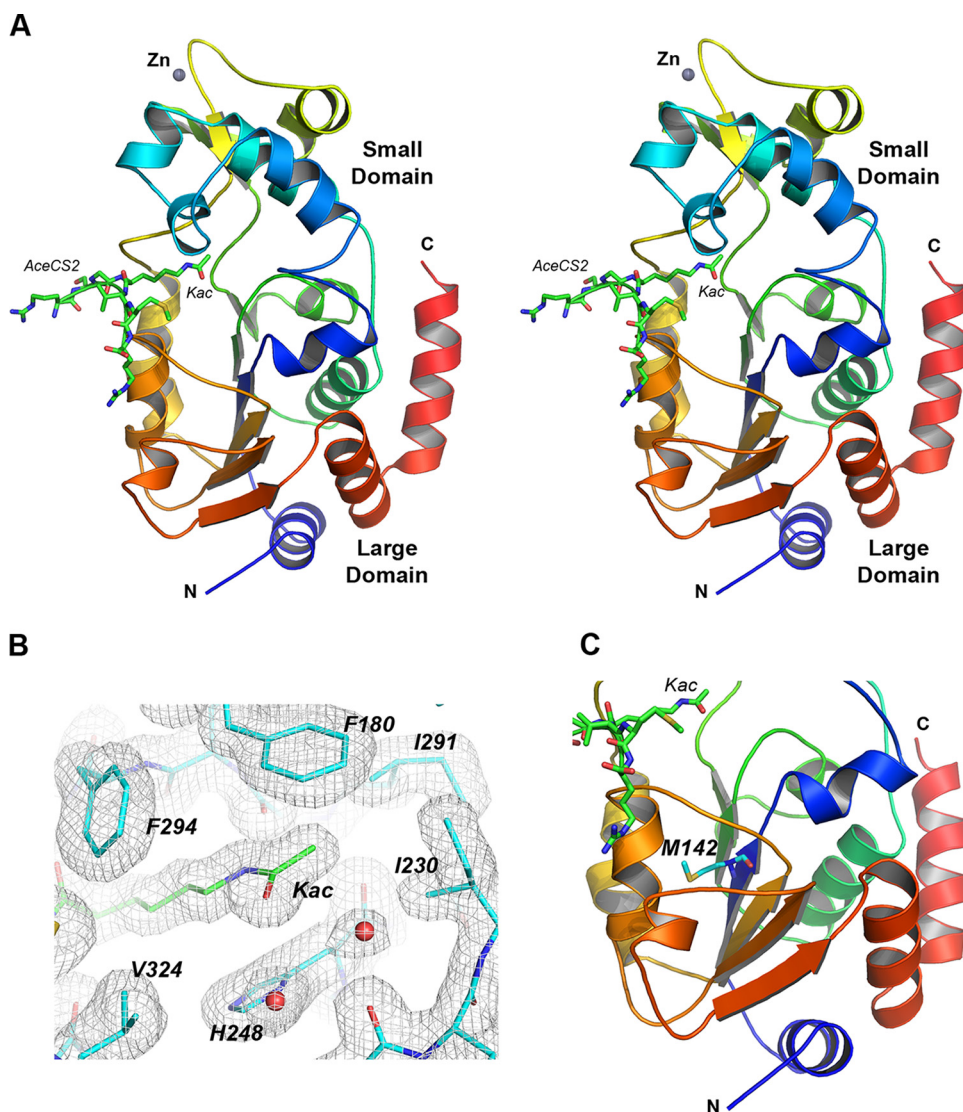 A
Zn
Small
Domain
C
AceCS2
Kac
Large
Domain
N
Zn
Small
Domain
C
AceCS2
Kac
Large
Domain
N
B
F180
I291
F294
I230
Kac
V324
H248
C
Kac
C
M142
N